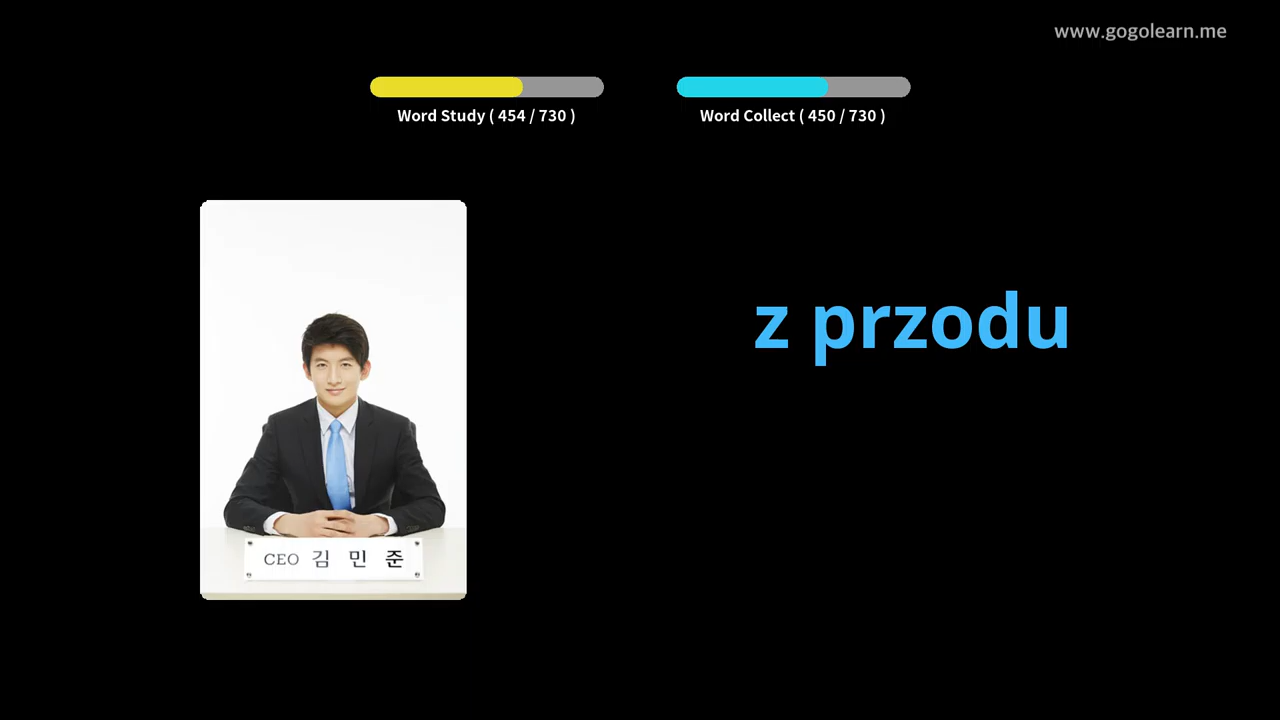 www.gogolearn.me
Word Study ( 454 / 730 )
Word Collect ( 450 / 730 )
z przodu
CEO 김 민 준